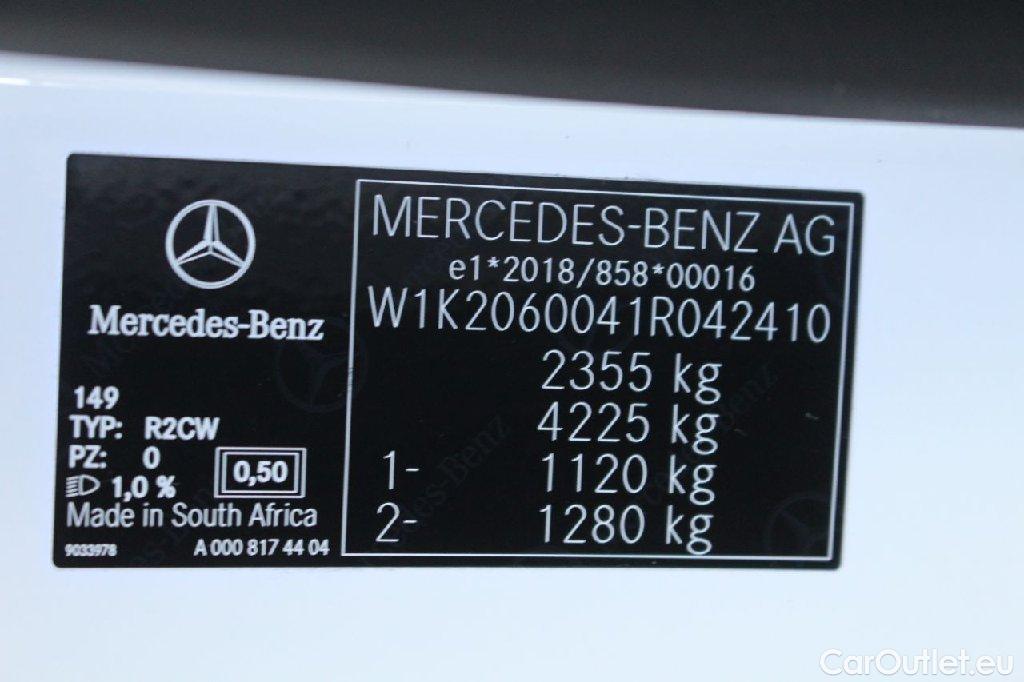 Mercedes-Benz
149
TYP: R2CW
PZ: 0
1,0 %
0,50
Made in South Africa
9033978
A 000 817 44 04
MERCEDES-BENZ AG
e1*2018/858*00016
W1K2060041R042410
2355 kg
4225 kg
1- 1120 kg
2- 1280 kg
CarOutlet.eu